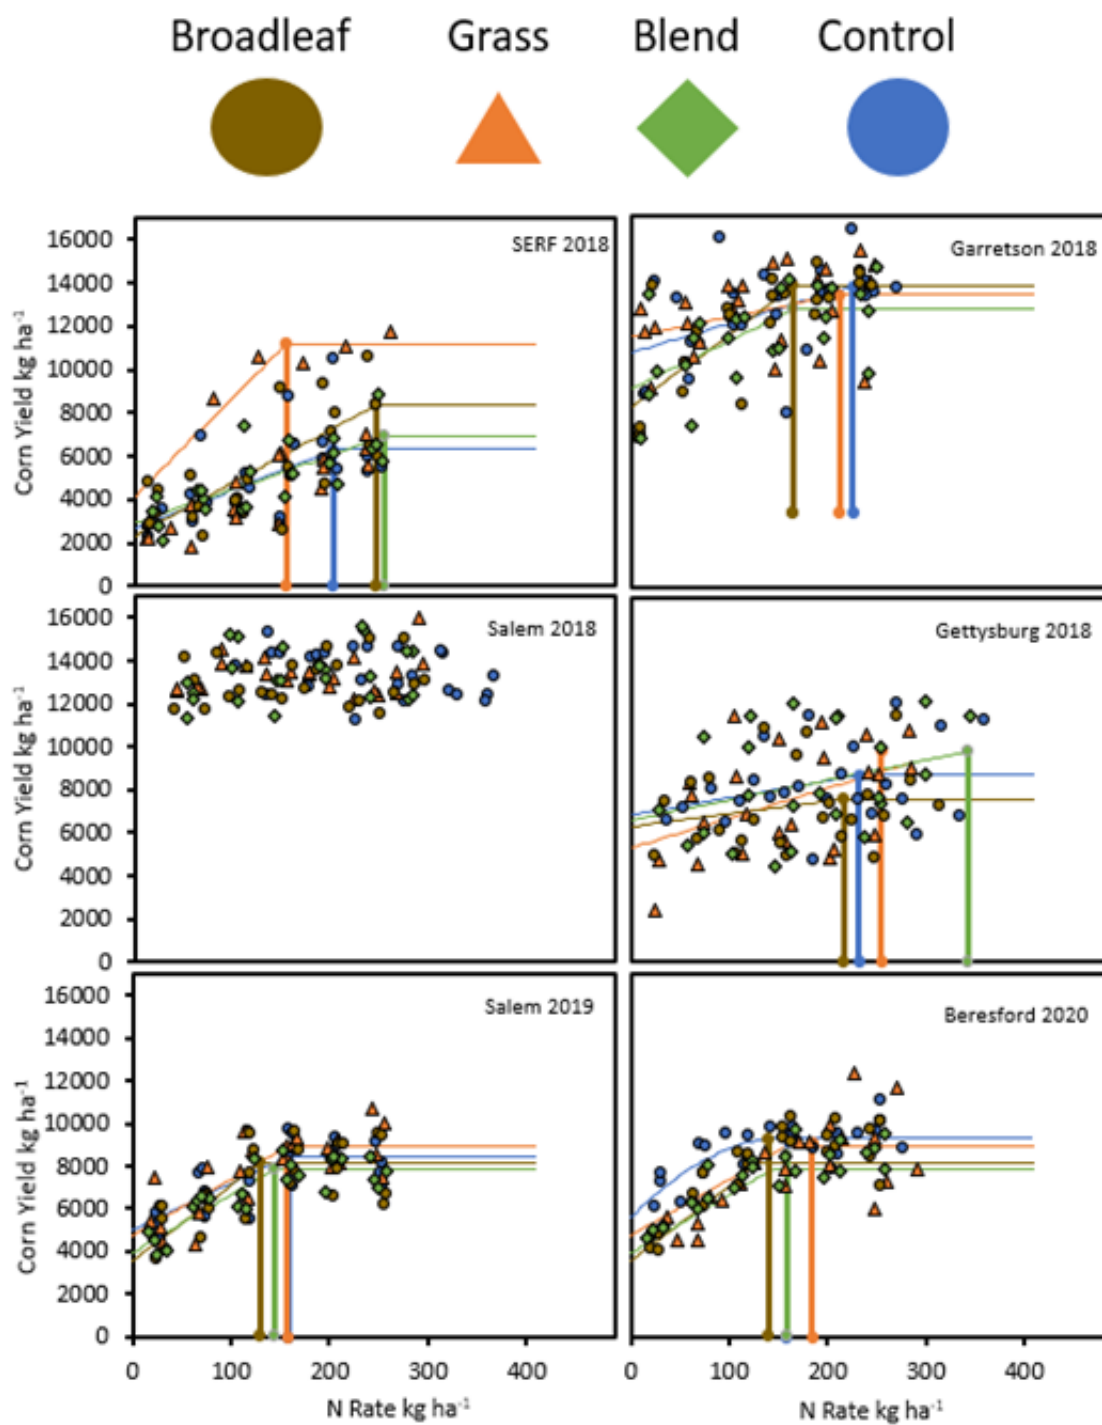 Broadleaf Grass Blend Control
16000
14000
12000
10000
8000
6000
4000
2000
0
Corn Yield kg ha⁻¹
SERF 2018
Garretson 2018
16000
14000
12000
10000
8000
6000
4000
2000
0
Corn Yield kg ha⁻¹
Salem 2018
Gettysburg 2018
16000
14000
12000
10000
8000
6000
4000
2000
0
Corn Yield kg ha⁻¹
Salem 2019
Beresford 2020
0 100 200 300 400
0 100 200 300 400
N Rate kg ha⁻¹
N Rate kg ha⁻¹